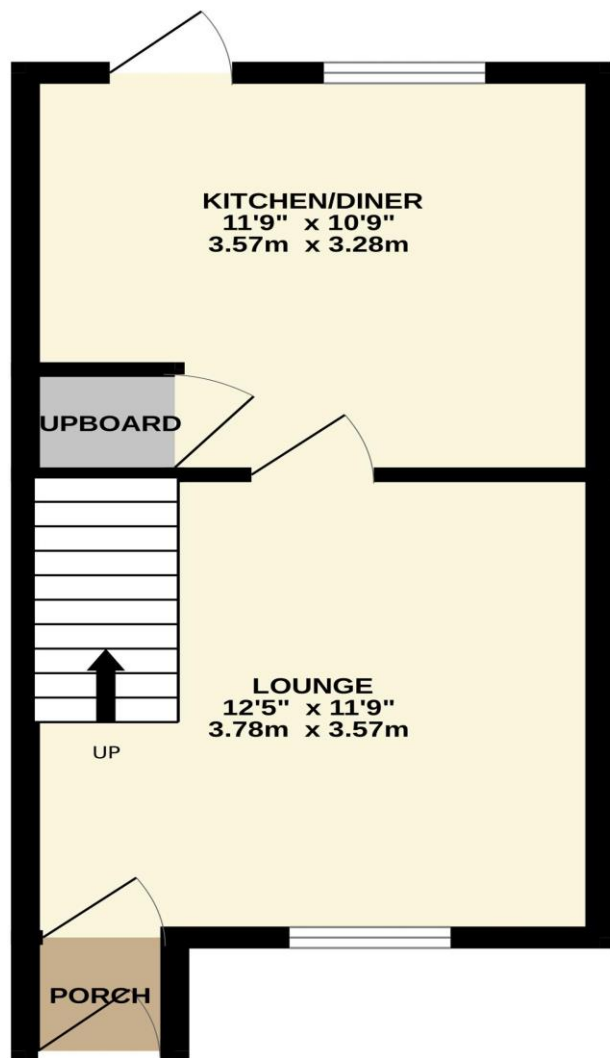 KITCHEN/DINER
11'9" x 10'9"
3.57m x 3.28m
UPBOARD
LOUNGE
12'5" x 11'9"
3.78m x 3.57m
UP
PORCH